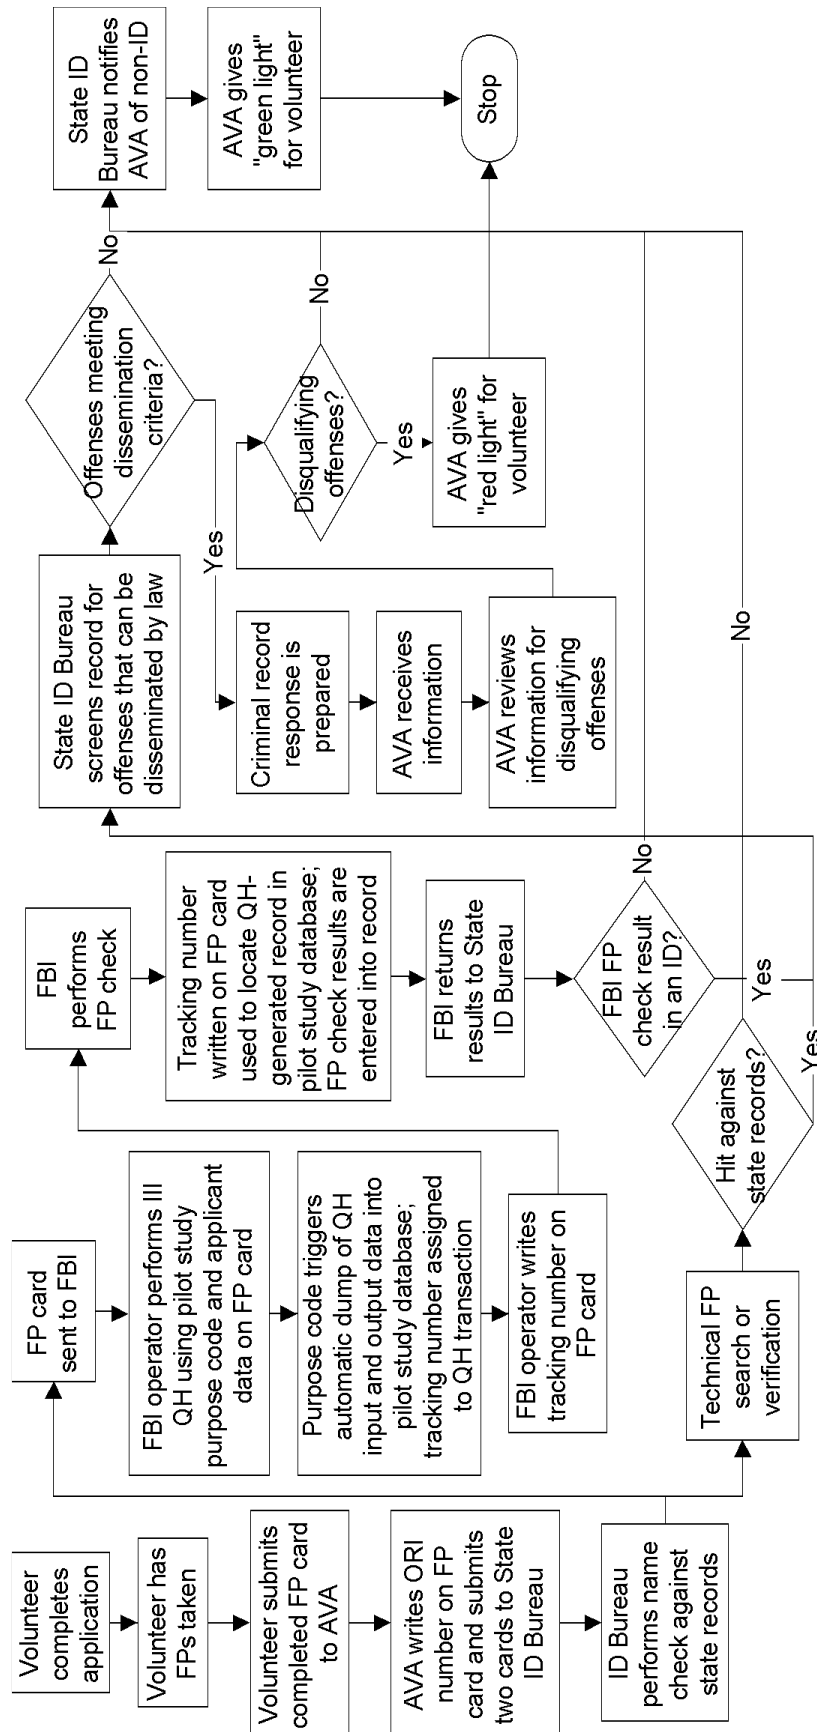 Volunteer
completes
application
Volunteer has
FPs taken
Volunteer submits
completed FP card
to AVA
AVA writes ORI
number on FP
card and submits
two cards to State
ID Bureau
ID Bureau
performs name
check against
state records
FP card
sent to FBI
FBI operator performs III
QH using pilot study
purpose code and applicant
data on FP card
Purpose code triggers
automatic dump of QH
input and output data into
pilot study database;
tracking number assigned
to QH transaction
FBI operator writes
tracking number on
FP card
Technical FP
search or
verification
FBI
performs
FP check
Tracking number
written on FP card
used to locate QH-
generated record in
pilot study database;
FP check results are
entered into record
FBI returns
results to State
ID Bureau
FBI FP
check result
in an ID?
No
Yes
Hit against
state records?
No
Yes
State ID Bureau
screens record for
offenses that can be
disseminated by law
Offenses meeting
dissemination
criteria?
No
Yes
Criminal record
response is
prepared
AVA receives
information
AVA reviews
information for
disqualifying
offenses
Disqualifying
offenses?
No
Yes
AVA gives
"red light" for
volunteer
State ID
Bureau notifies
AVA of non-ID
AVA gives
"green light"
for volunteer
Stop